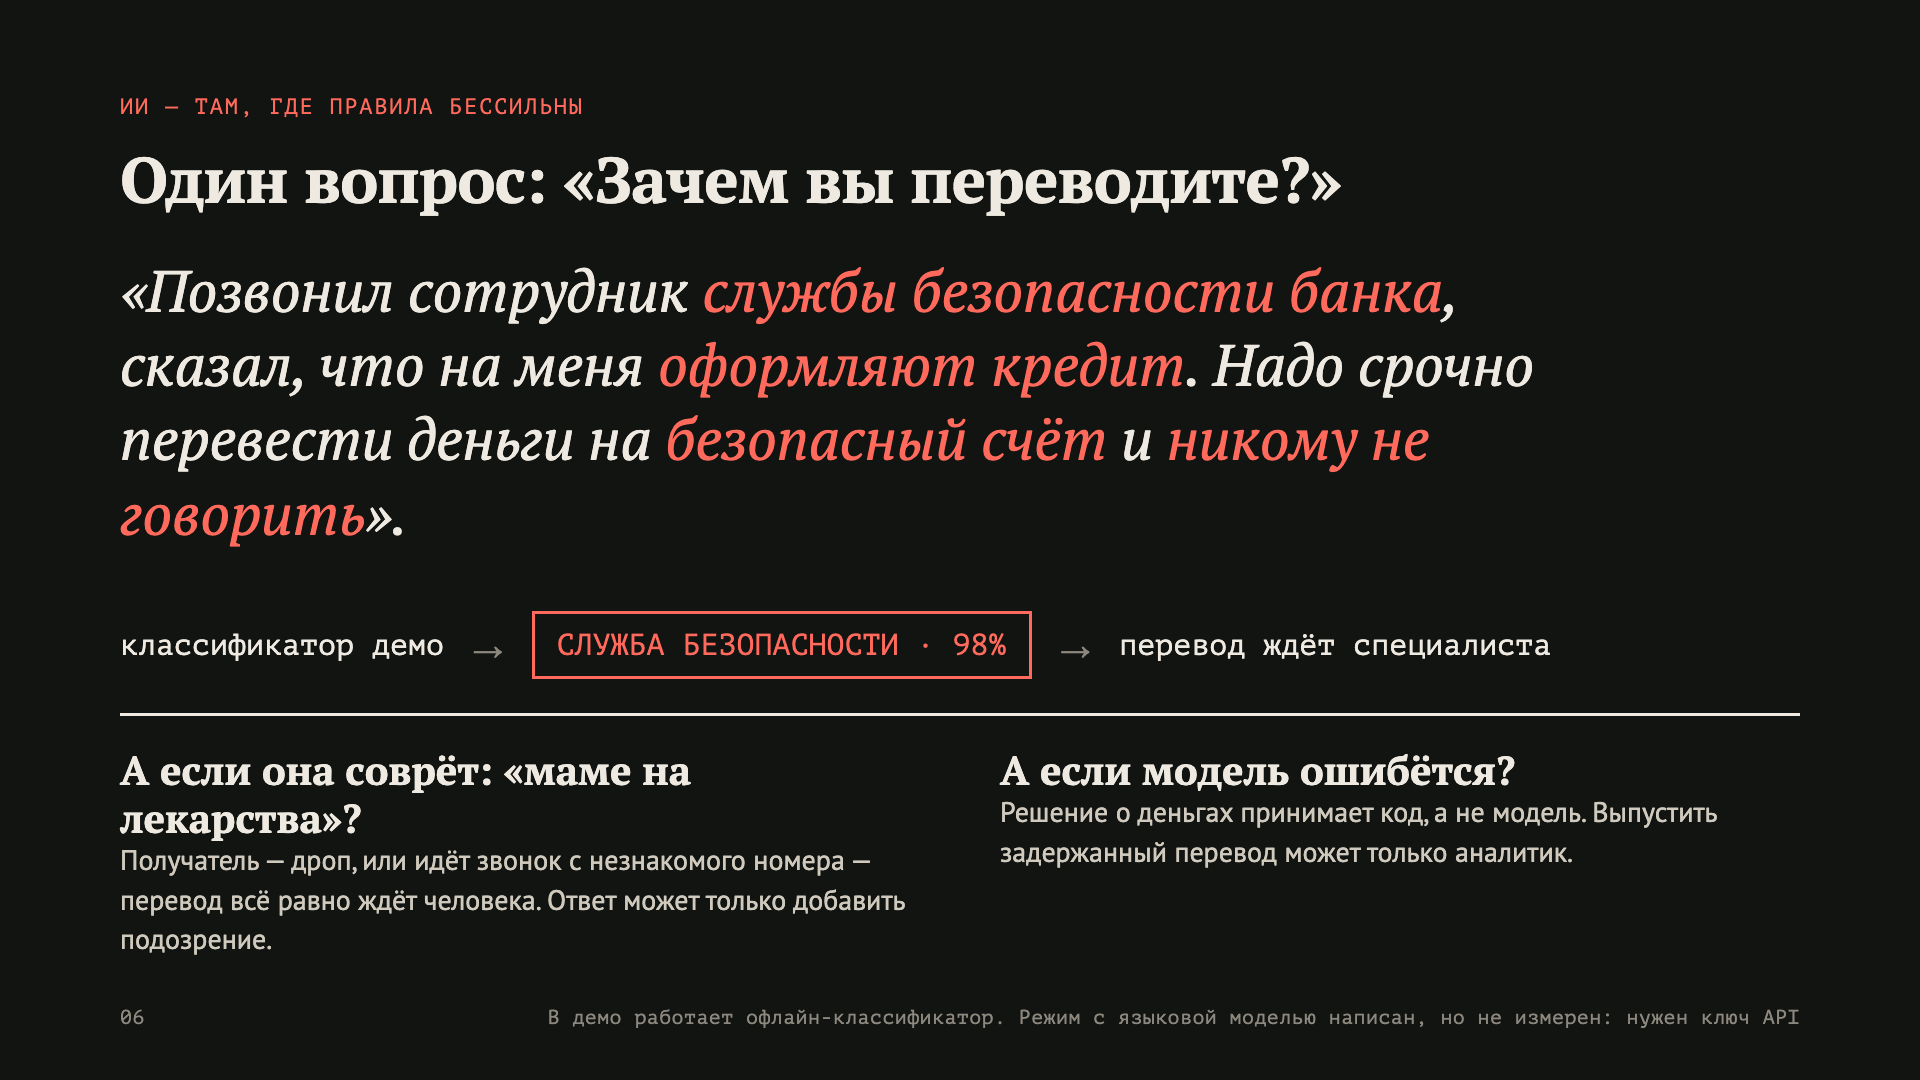 ИИ — ТАМ, ГДЕ ПРАВИЛА БЕССИЛЬНЫ
Один вопрос: «Зачем вы переводите?»
«Позвонил сотрудник службы безопасности банка,
сказал, что на меня оформляют кредит. Надо срочно
перевести деньги на безопасный счёт и никому не
говорить».
классификатор демо → СЛУЖБА БЕЗОПАСНОСТИ · 98% → перевод ждёт специалиста
А если она соврёт: «маме на
лекарства»?
Получатель — дроп, или идёт звонок с незнакомого номера —
перевод всё равно ждёт человека. Ответ может только добавить
подозрение.
А если модель ошибётся?
Решение о деньгах принимает код, а не модель. Выпустить
задержанный перевод может только аналитик.
06
В демо работает офлайн-классификатор. Режим с языковой моделью написан, но не измерен: нужен ключ API